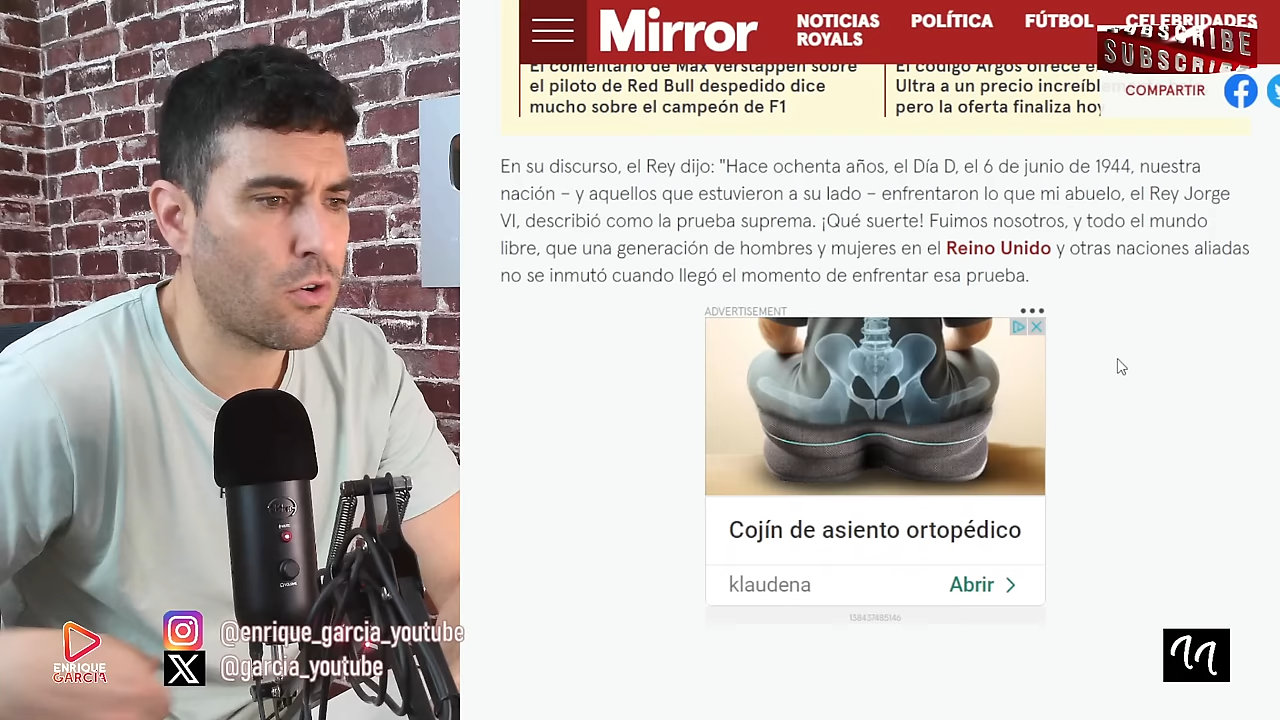 Mirror
NOTICIAS
ROYALS
POLÍTICA
FÚTBOL
CELEBRIDADES
SUBSCRIBE
SUBSCRIBE
El comentario de Max Verstappen sobre
el piloto de Red Bull despedido dice
mucho sobre el campeón de F1
El código Argos ofrece el
Ultra a un precio increíbl
pero la oferta finaliza hoy
COMPARTIR
En su discurso, el Rey dijo: "Hace ochenta años, el Día D, el 6 de junio de 1944, nuestra
nación – y aquellos que estuvieron a su lado – enfrentaron lo que mi abuelo, el Rey Jorge
VI, describió como la prueba suprema. ¡Qué suerte! Fuimos nosotros, y todo el mundo
libre, que una generación de hombres y mujeres en el Reino Unido y otras naciones aliadas
no se inmutó cuando llegó el momento de enfrentar esa prueba.
ADVERTISEMENT
Cojín de asiento ortopédico
klaudena
Abrir
138437485146
@enrique_garcia_youtube
@garcia_youtube
ENRIQUE
GARCIA